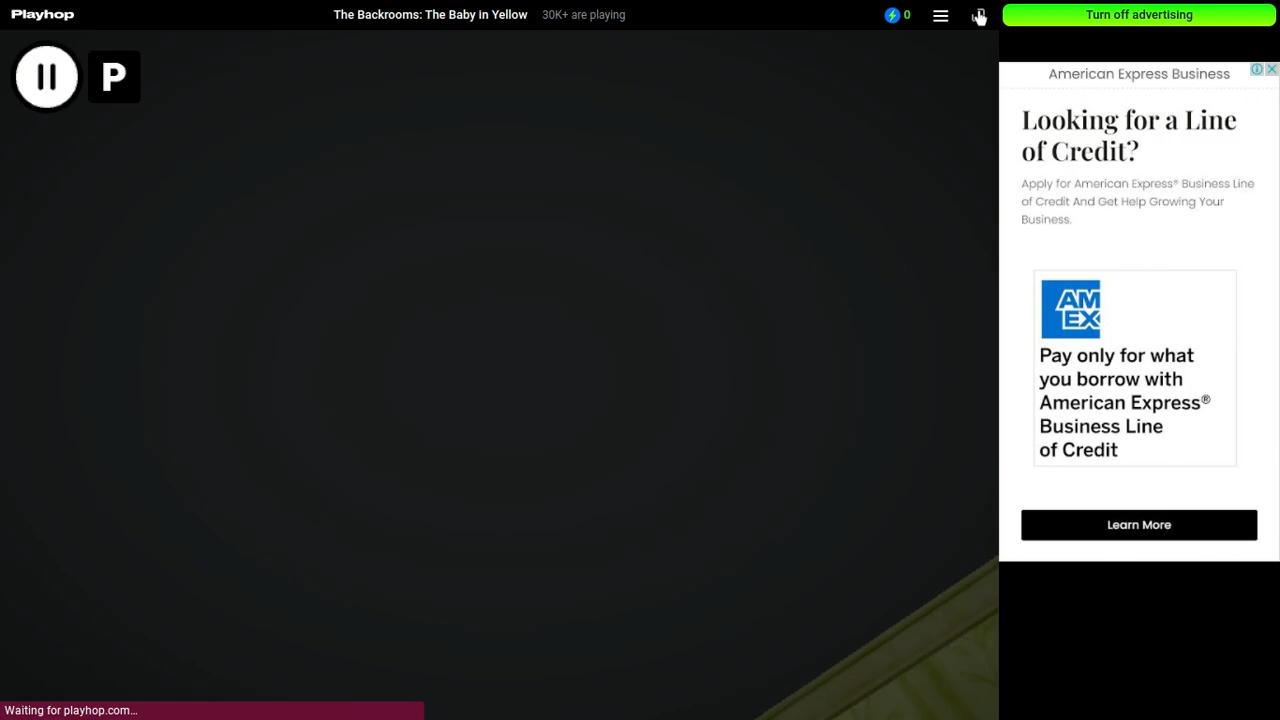 Playhop
The Backrooms: The Baby in Yellow 30K+ are playing
0
Turn off advertising
P
American Express Business
Looking for a Line
of Credit?
Apply for American Express® Business Line
of Credit And Get Help Growing Your
Business.
AM
EX
Pay only for what
you borrow with
American Express®
Business Line
of Credit
Learn More
Waiting for playhop.com...